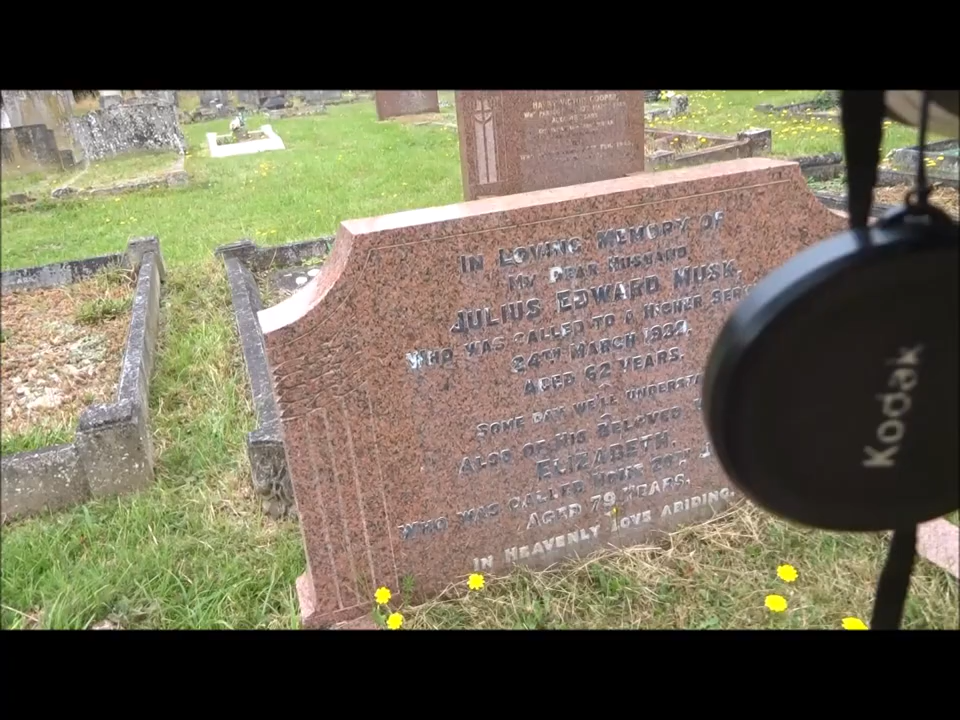 IN LOVING MEMORY OF
MY DEAR HUSBAND
JULIUS EDWARD MUSK,
WHO WAS CALLED TO A HIGHER
24TH MARCH
AGED 62 YEARS.
SOME DAY WE'LL UNDERSTAND
ALSO OF HIS BELOVED
ELIZABETH,
WHO WAS CALLED HOME
AGED 79 YEARS.
IN HEAVENLY LOVE ABIDING.
Kodak